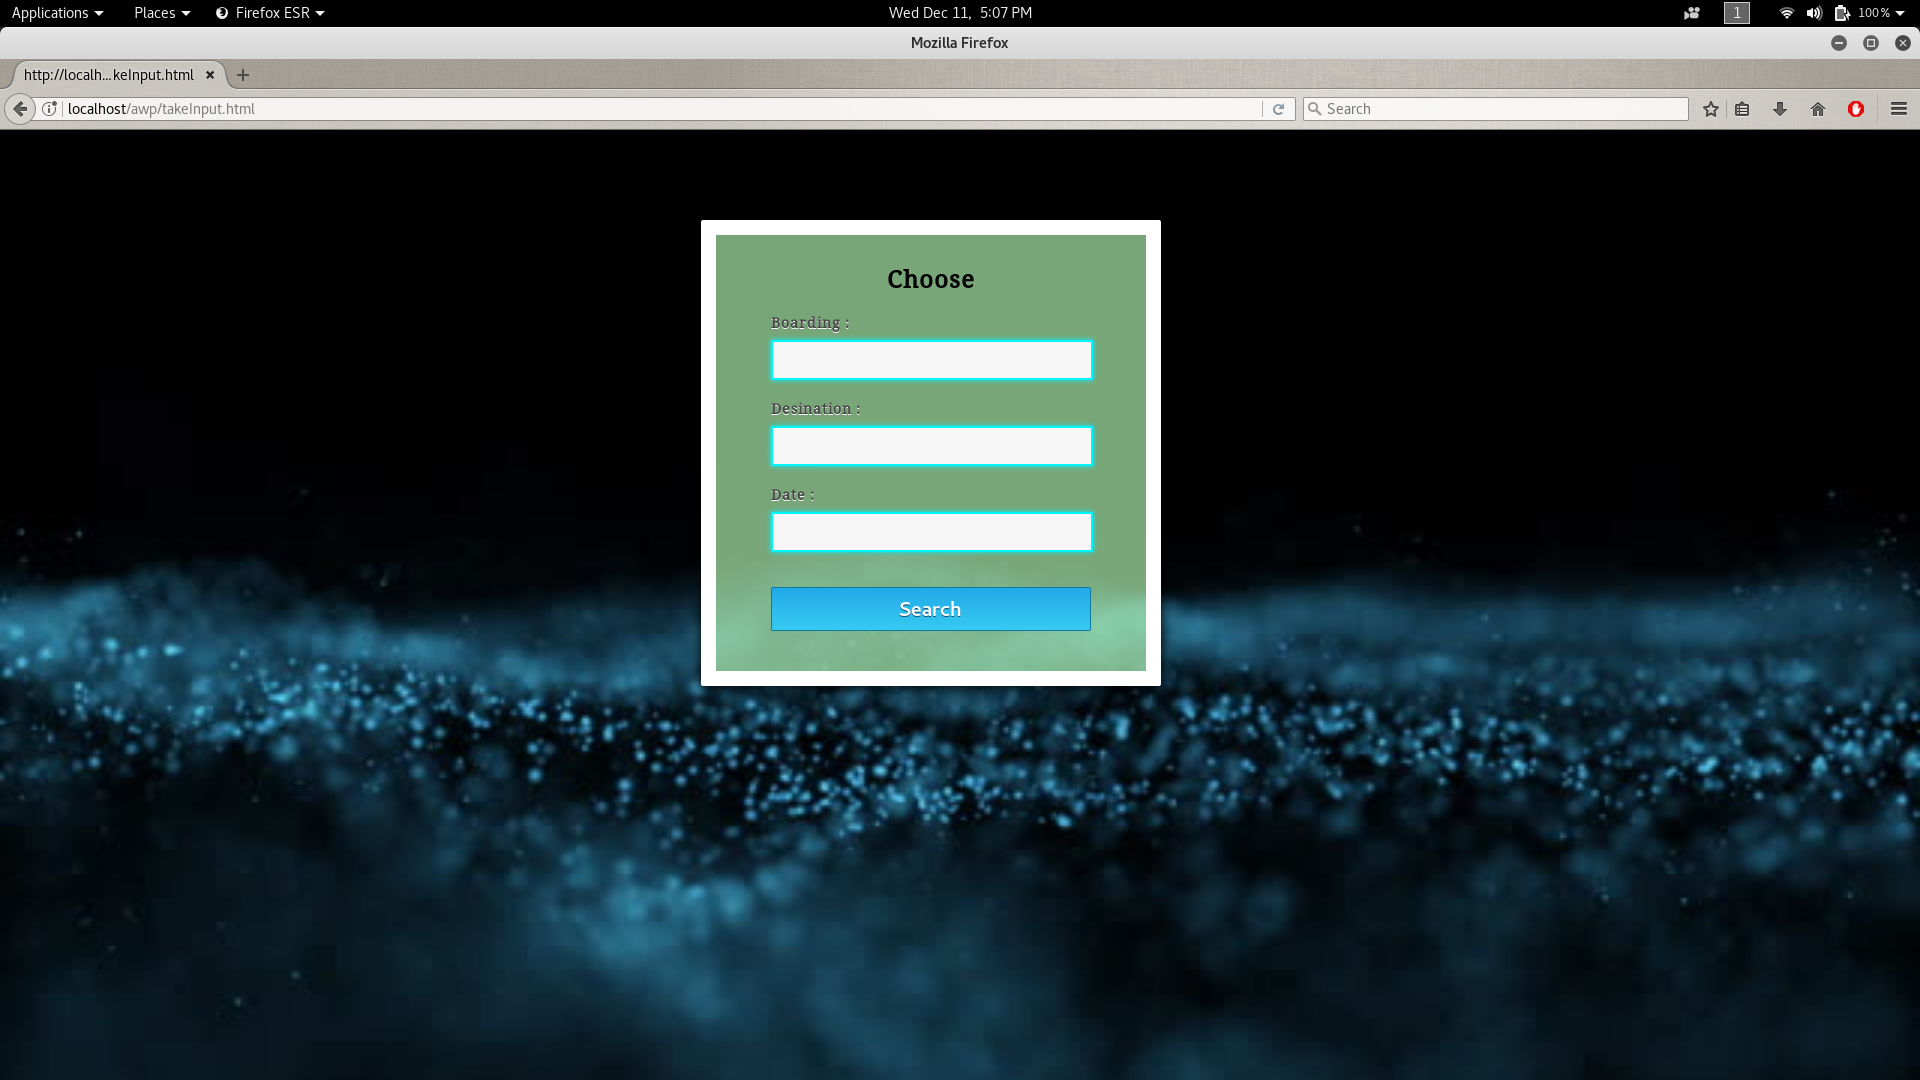 Applications Places Firefox ESR Wed Dec 11, 5:07 PM 1 100%
Mozilla Firefox
http://localh...keInput.html
localhost/awp/takeInput.html Search
Choose
Boarding :
Desination :
Date :
Search